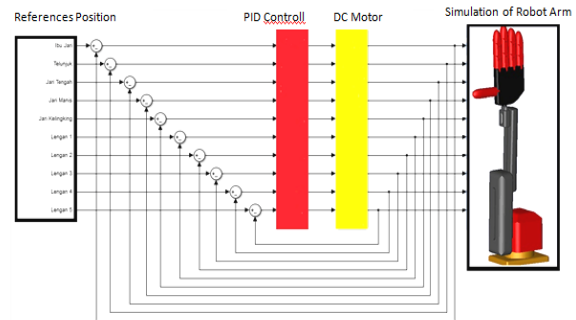 References Position
PID Controll
DC Motor
Simulation of Robot Arm
Ibu Jari
Telunjuk
Jari Tengah
Jari Manis
Jari Kelingking
Lengan 1
Lengan 2
Lengan 3
Lengan 4
Lengan 5